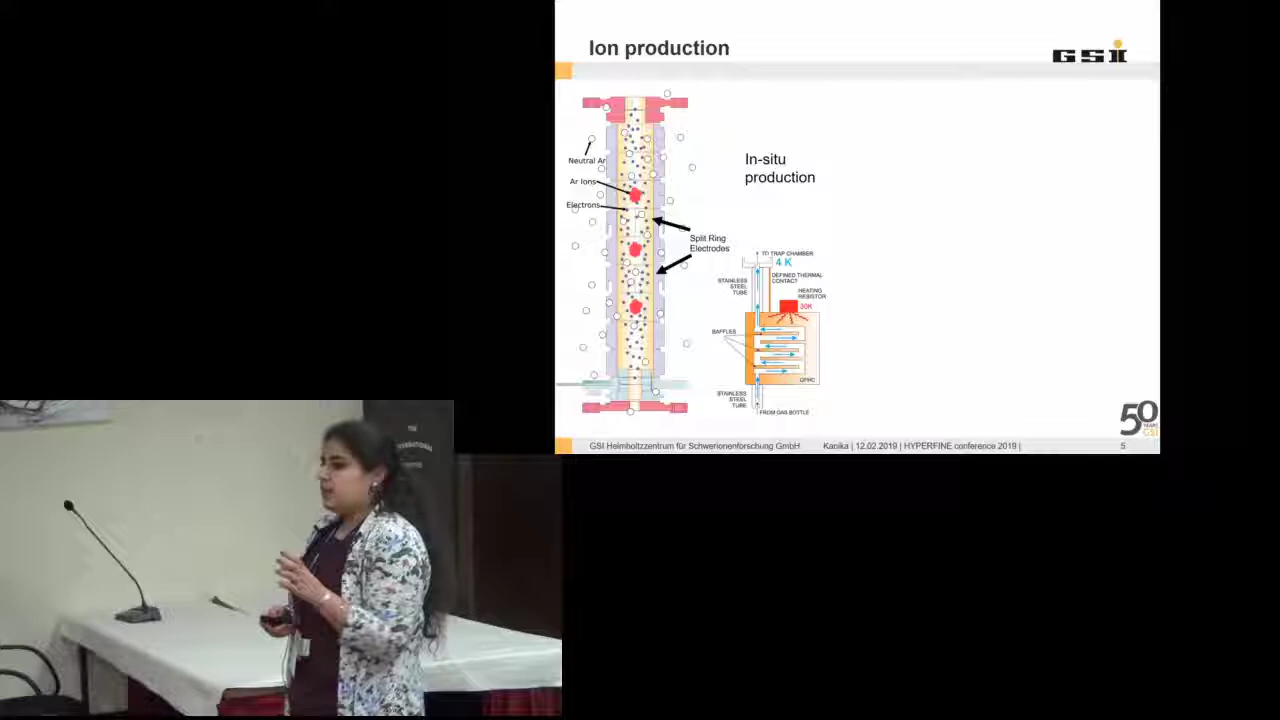 Ion production
GSI
Neutral Ar
Ar Ions
Electrons
In-situ
production
Split Ring
Electrodes
TO TRAP CHAMBER
4 K
DEFINED THERMAL
CONTACT
STAINLESS
STEEL
TUBE
HEATING
RESISTOR
30K
BAFFLES
OFHC
STAINLESS
STEEL
TUBE
FROM GAS BOTTLE
50
YEARS
GSI
GSI Helmholtzzentrum für Schwerionenforschung GmbH
Kanika | 12.02.2019 | HYPERFINE conference 2019 |
5